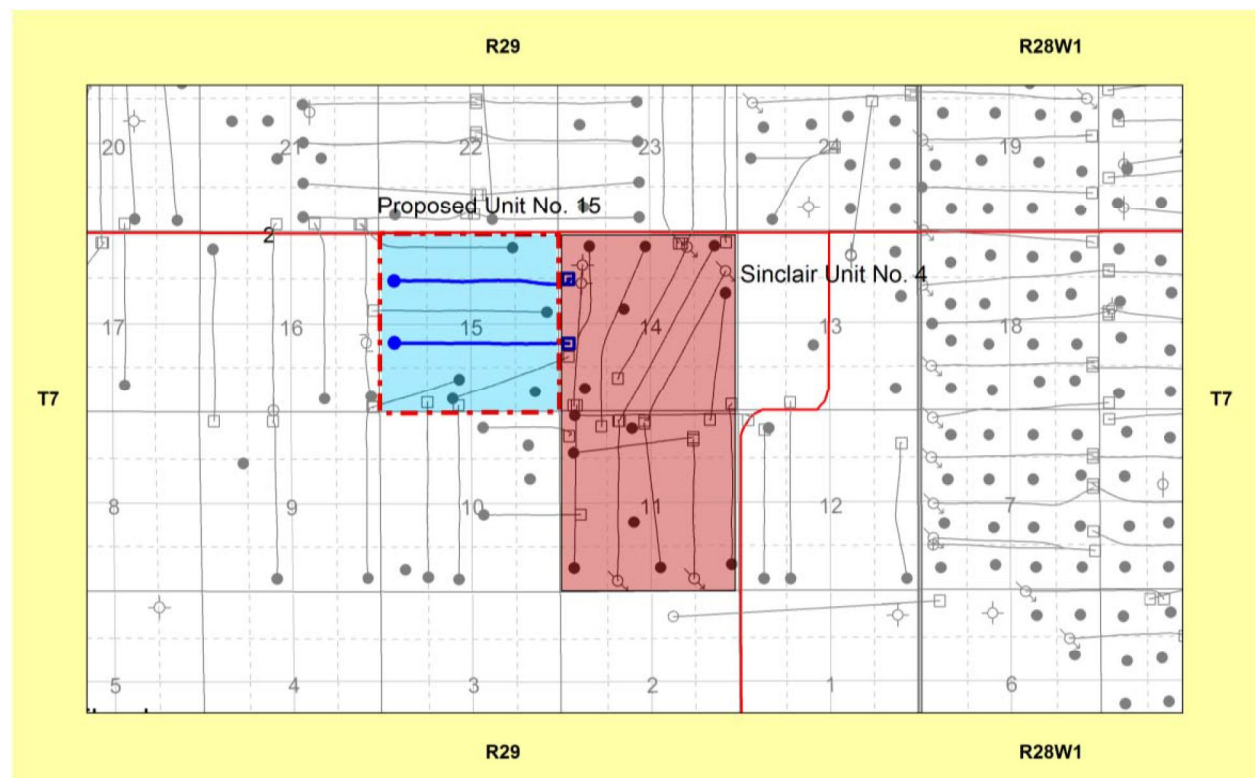 R29 R28W1
20 21 22 23 24 19
Proposed Unit No. 15
2
Sinclair Unit No. 4
17 16 15 14 13 18
T7 T7
8 9 10 11 12 7
5 4 3 2 1 6
R29 R28W1